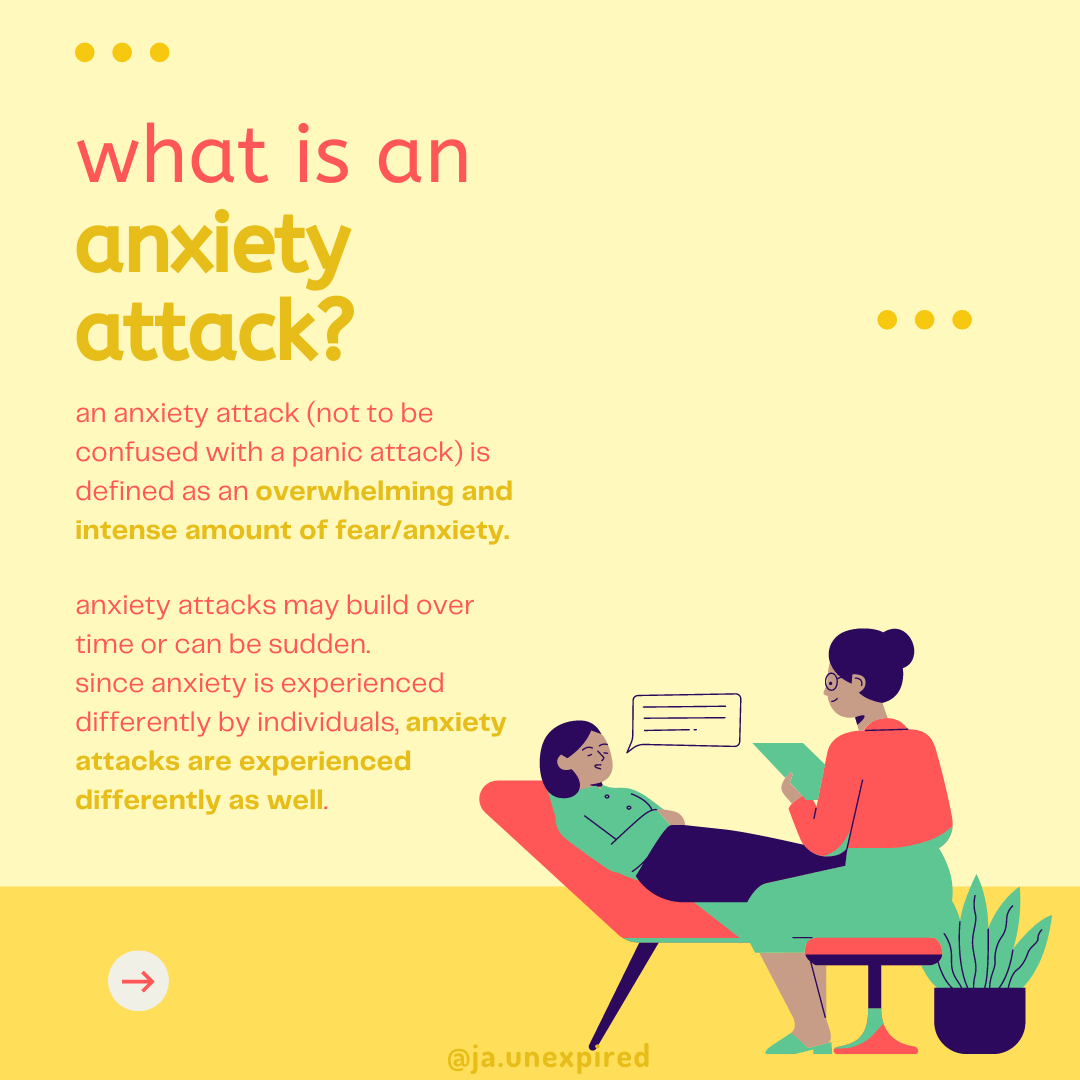 what is an
anxiety
attack?
an anxiety attack (not to be
confused with a panic attack) is
defined as an overwhelming and
intense amount of fear/anxiety.
anxiety attacks may build over
time or can be sudden.
since anxiety is experienced
differently by individuals, anxiety
attacks are experienced
differently as well.
@ja.unexpired